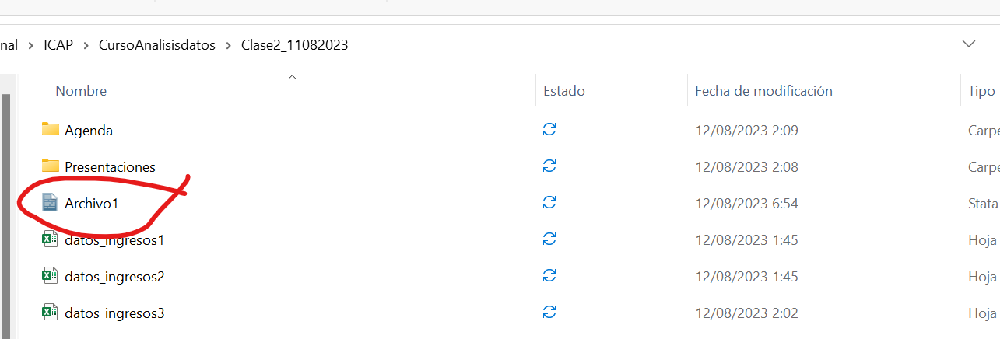 nal > ICAP > CursoAnalisisdatos > Clase2_11082023
Nombre Estado Fecha de modificación Tipo
Agenda 12/08/2023 2:09 Carpe
Presentaciones 12/08/2023 2:08 Carpe
Archivo1 12/08/2023 6:54 Stata
datos_ingresos1 12/08/2023 1:45 Hoja
datos_ingresos2 12/08/2023 1:45 Hoja
datos_ingresos3 12/08/2023 2:02 Hoja